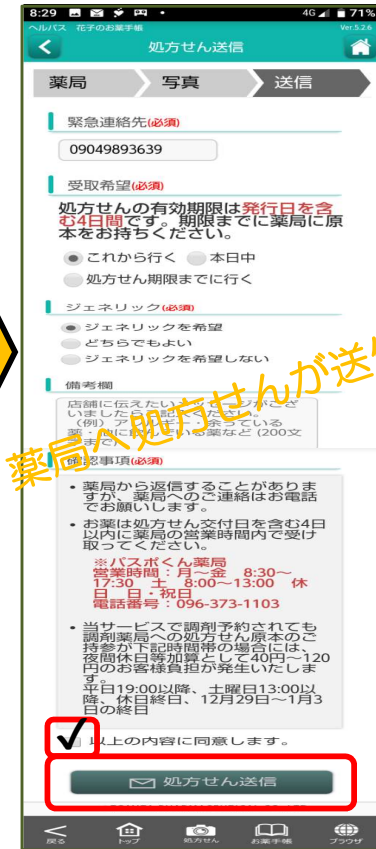 8:29
4G 71%
ヘルパス 花子のお薬手帳
Ver.5.2.6
処方せん送信
薬局 写真 送信
緊急連絡先(必須)
09049893639
受取希望(必須)
処方せんの有効期限は発行日を含
む4日間です。期限までに薬局に原
本をお持ちください。
これから行く 本日中
処方せん期限までに行く
ジェネリック(必須)
ジェネリックを希望
どちらでもよい
ジェネリックを希望しない
備考欄
店舗に伝えたい
いましたら
(例)ア
(200文
薬局へ処方せんが送信
確認事項(必須)
• 薬局から返信することがありま
すが、薬局へのご連絡はお電話
でお願いします。
• お薬は処方せん交付日を含む4日
以内に薬局の営業時間内で受け
取ってください。
※パスポくん薬局
営業時間:月~金 8:30~
17:30 土 8:00~13:00 休
日 日・祝日
電話番号:096-373-1103
• 当サービスで調剤予約されても
調剤薬局への処方せん原本のご
持参が下記時間帯の場合には、
夜間休日等加算として40円~120
円のお客様負担が発生いたしま
す。
平日19:00以降、土曜日13:00以
降、休日終日、12月29日~1月3
日の終日
以上の内容に同意します。
処方せん送信
戻る トップ 処方せん お薬手帳 ブラウザ